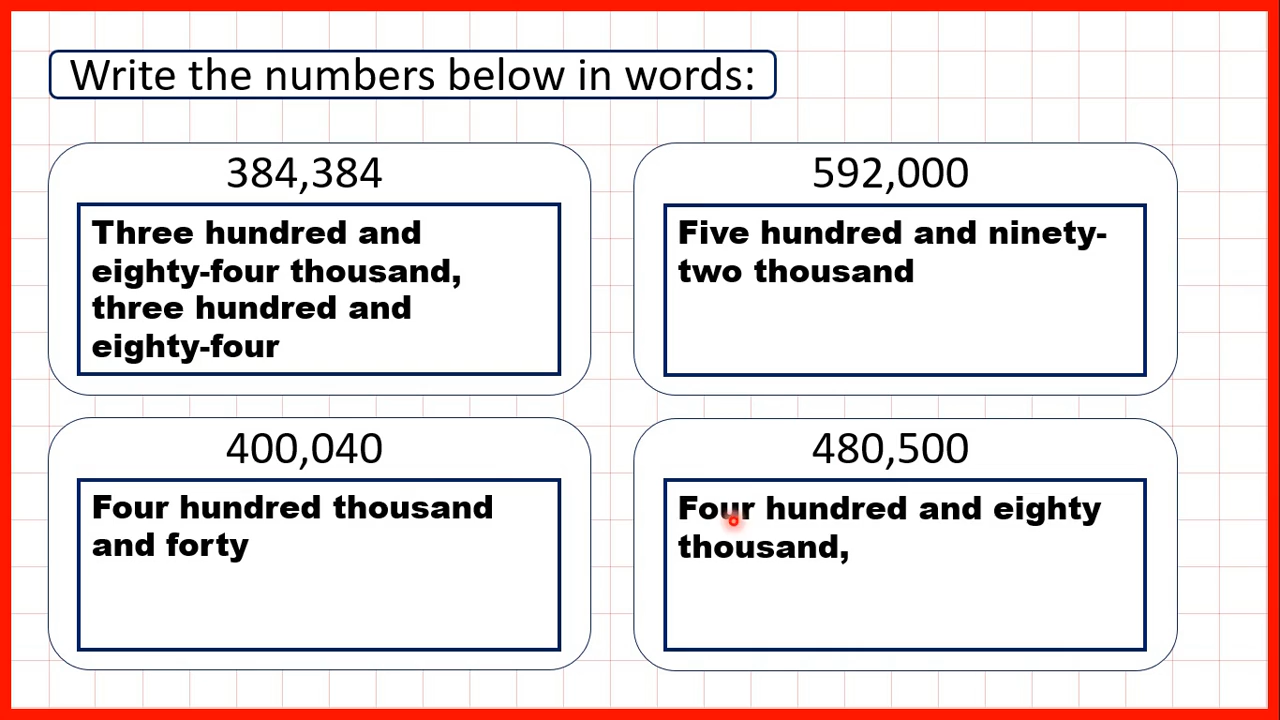 Write the numbers below in words:
384,384
Three hundred and
eighty-four thousand,
three hundred and
eighty-four
592,000
Five hundred and ninety-
two thousand
400,040
Four hundred thousand
and forty
480,500
Four hundred and eighty
thousand,